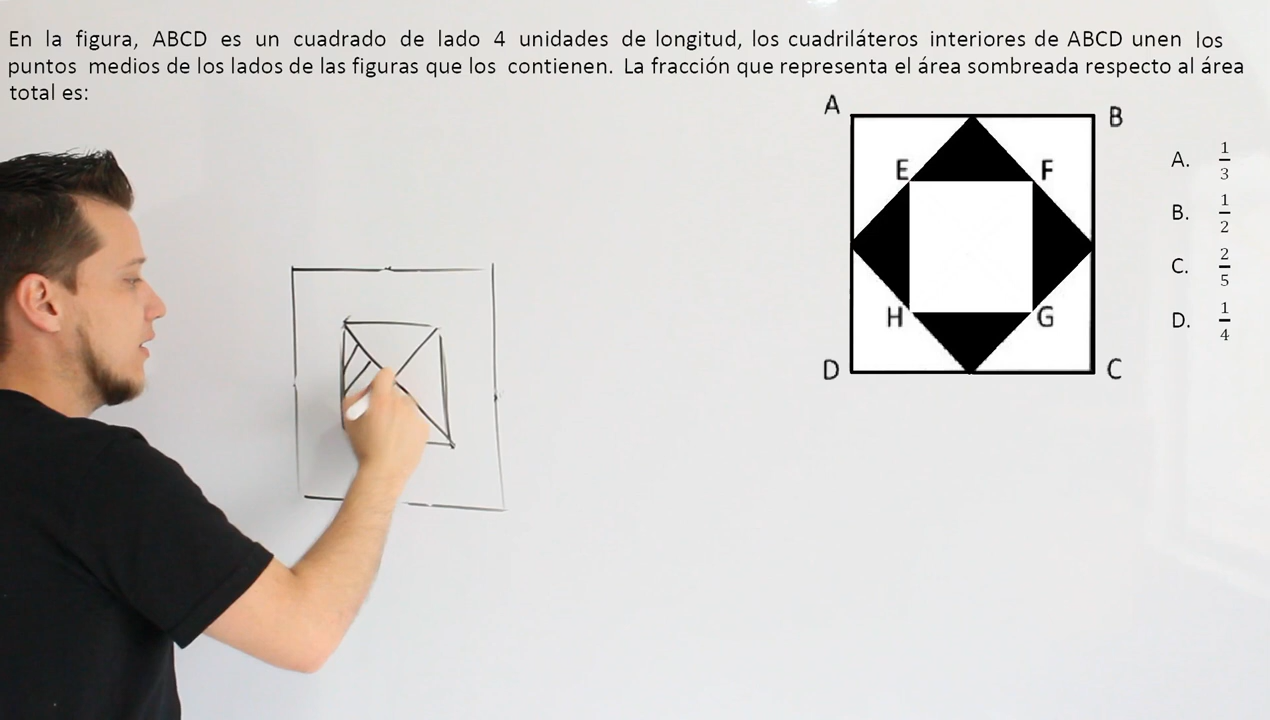 En la figura, ABCD es un cuadrado de lado 4 unidades de longitud, los cuadriláteros interiores de ABCD unen los
puntos medios de los lados de las figuras que los contienen. La fracción que representa el área sombreada respecto al área
total es:
A B
E F
H G
D C
A. 1/3
B. 1/2
C. 2/5
D. 1/4